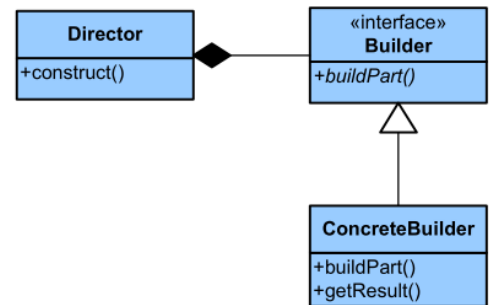 Director
+construct()
«interface»
Builder
+buildPart()
ConcreteBuilder
+buildPart()
+getResult()